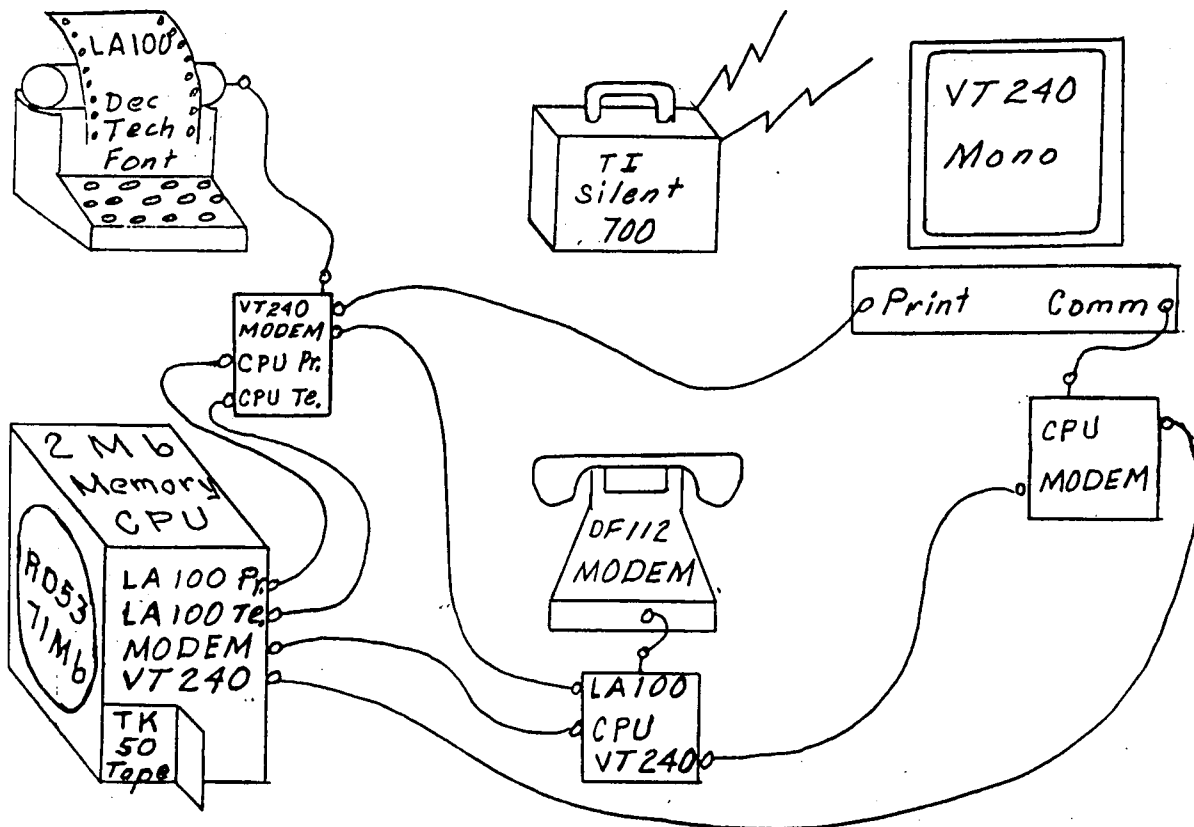 LA100
Dec
Tech
Font
TI
Silent
700
VT240
Mono
Print Comm
VT240
MODEM
CPU Pr.
CPU Te.
CPU
MODEM
2 Mb
Memory
CPU
RD53
71Mb
LA100 Pr.
LA100 Te.
MODEM
VT240
TK
50
Tape
DF112
MODEM
LA100
CPU
VT240